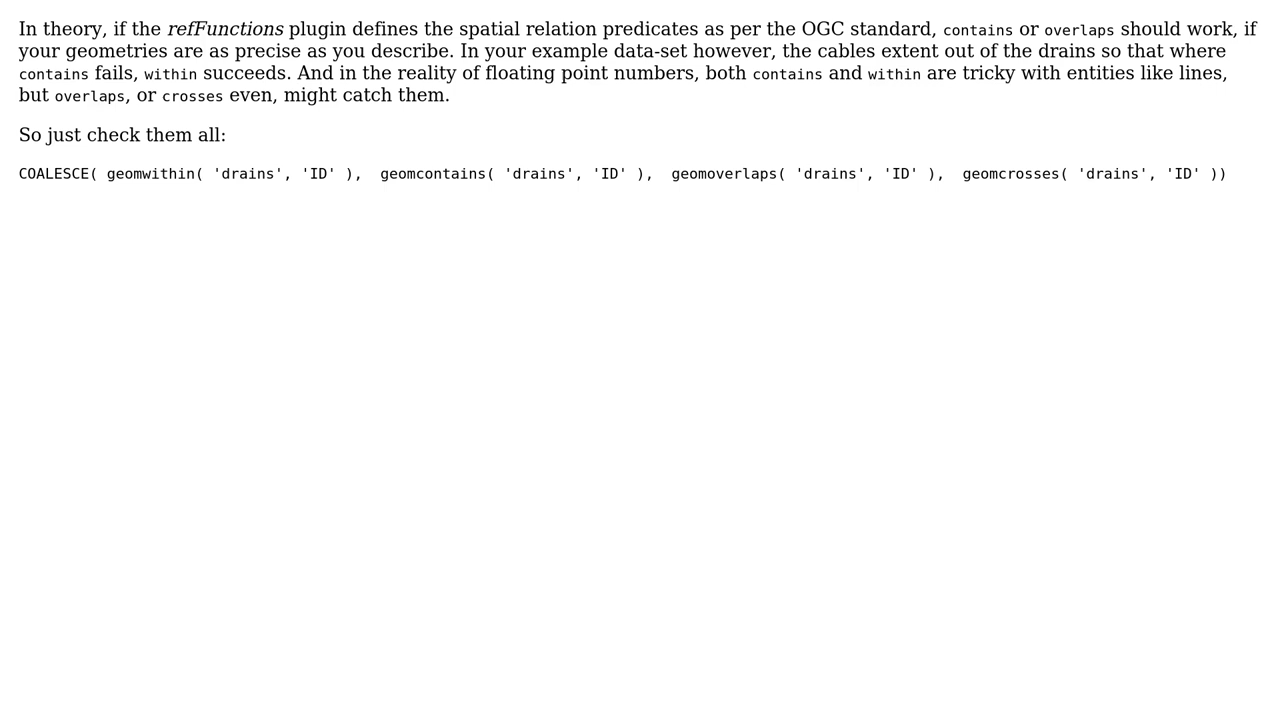 In theory, if the refFunctions plugin defines the spatial relation predicates as per the OGC standard, contains or overlaps should work, if
your geometries are as precise as you describe. In your example data-set however, the cables extent out of the drains so that where
contains fails, within succeeds. And in the reality of floating point numbers, both contains and within are tricky with entities like lines,
but overlaps, or crosses even, might catch them.
So just check them all:
COALESCE( geomwithin( 'drains', 'ID' ),  geomcontains( 'drains', 'ID' ),  geomoverlaps( 'drains', 'ID' ),  geomcrosses( 'drains', 'ID' ))